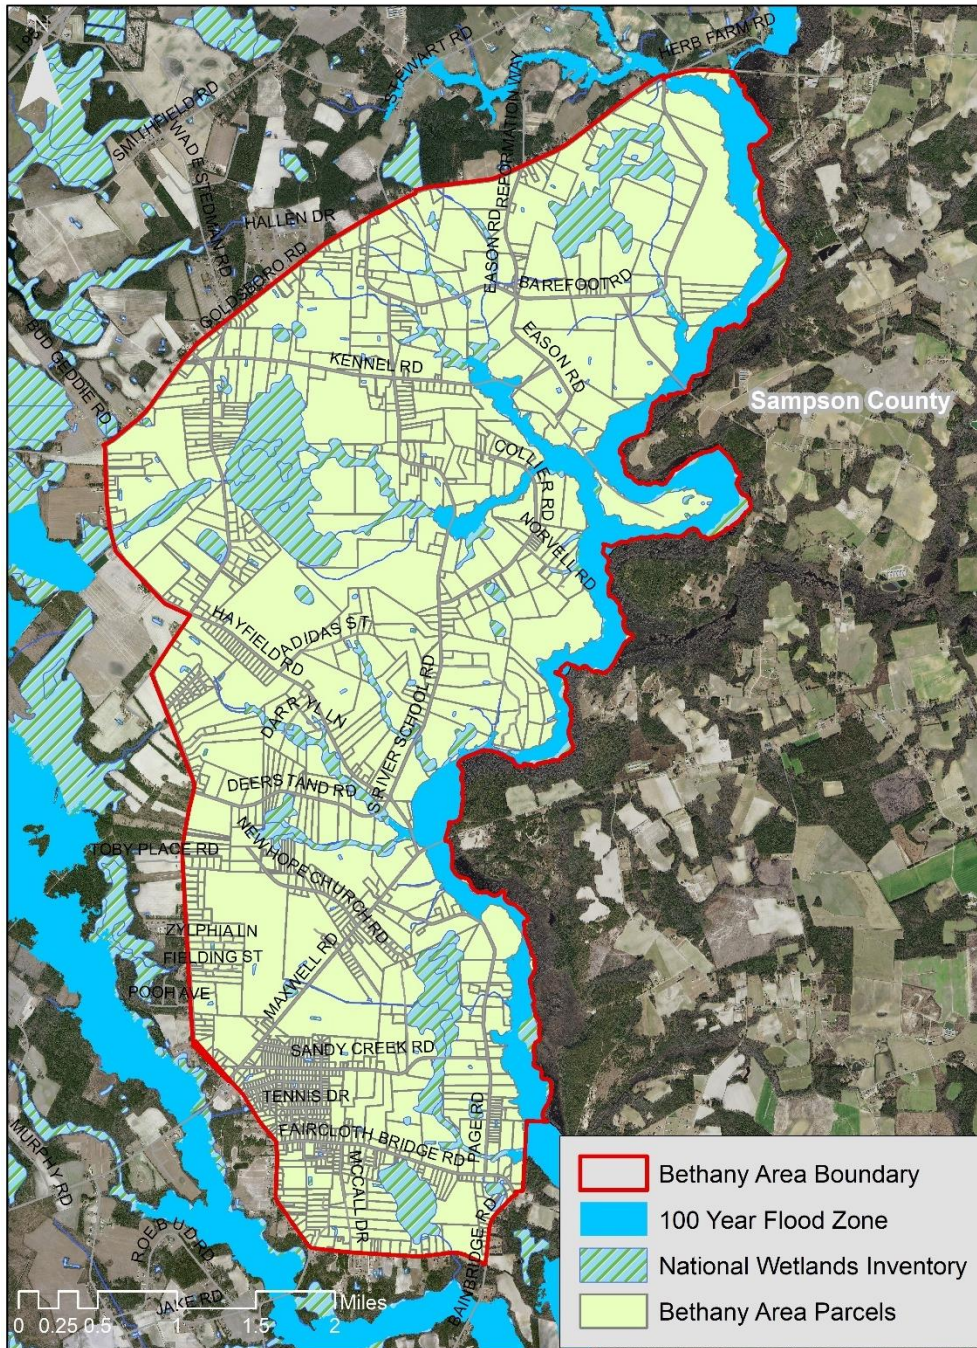 HERB FARM RD
STEWART RD
SMITHFIELD RD
WADE STEDMAN RD
REFORMATION WAY
EASON RD
HALLEN DR
GOLDSBORO RD
BAREFOOT RD
BUD GEDDIE RD
KENNEL RD
EASON RD
Sampson County
COLLIER RD
NORVELL RD
HAYFIELD RD
ADIDAS ST
DARRYL LN
S RIVER SCHOOL RD
DEERSTAND RD
NEW HOPE CHURCH RD
TOBY PLACE RD
ZYLPHIA LN
FIELDING ST
POOH AVE
MAXWELL RD
SANDY CREEK RD
TENNIS DR
FAIRCLOTH BRIDGE RD
PAGE RD
MCCALL DR
MURPHY RD
ROEBUD RD
JAKE RD
BAINBRIDGE RD
Miles
0 0.25 0.5 1 1.5 2
Bethany Area Boundary
100 Year Flood Zone
National Wetlands Inventory
Bethany Area Parcels